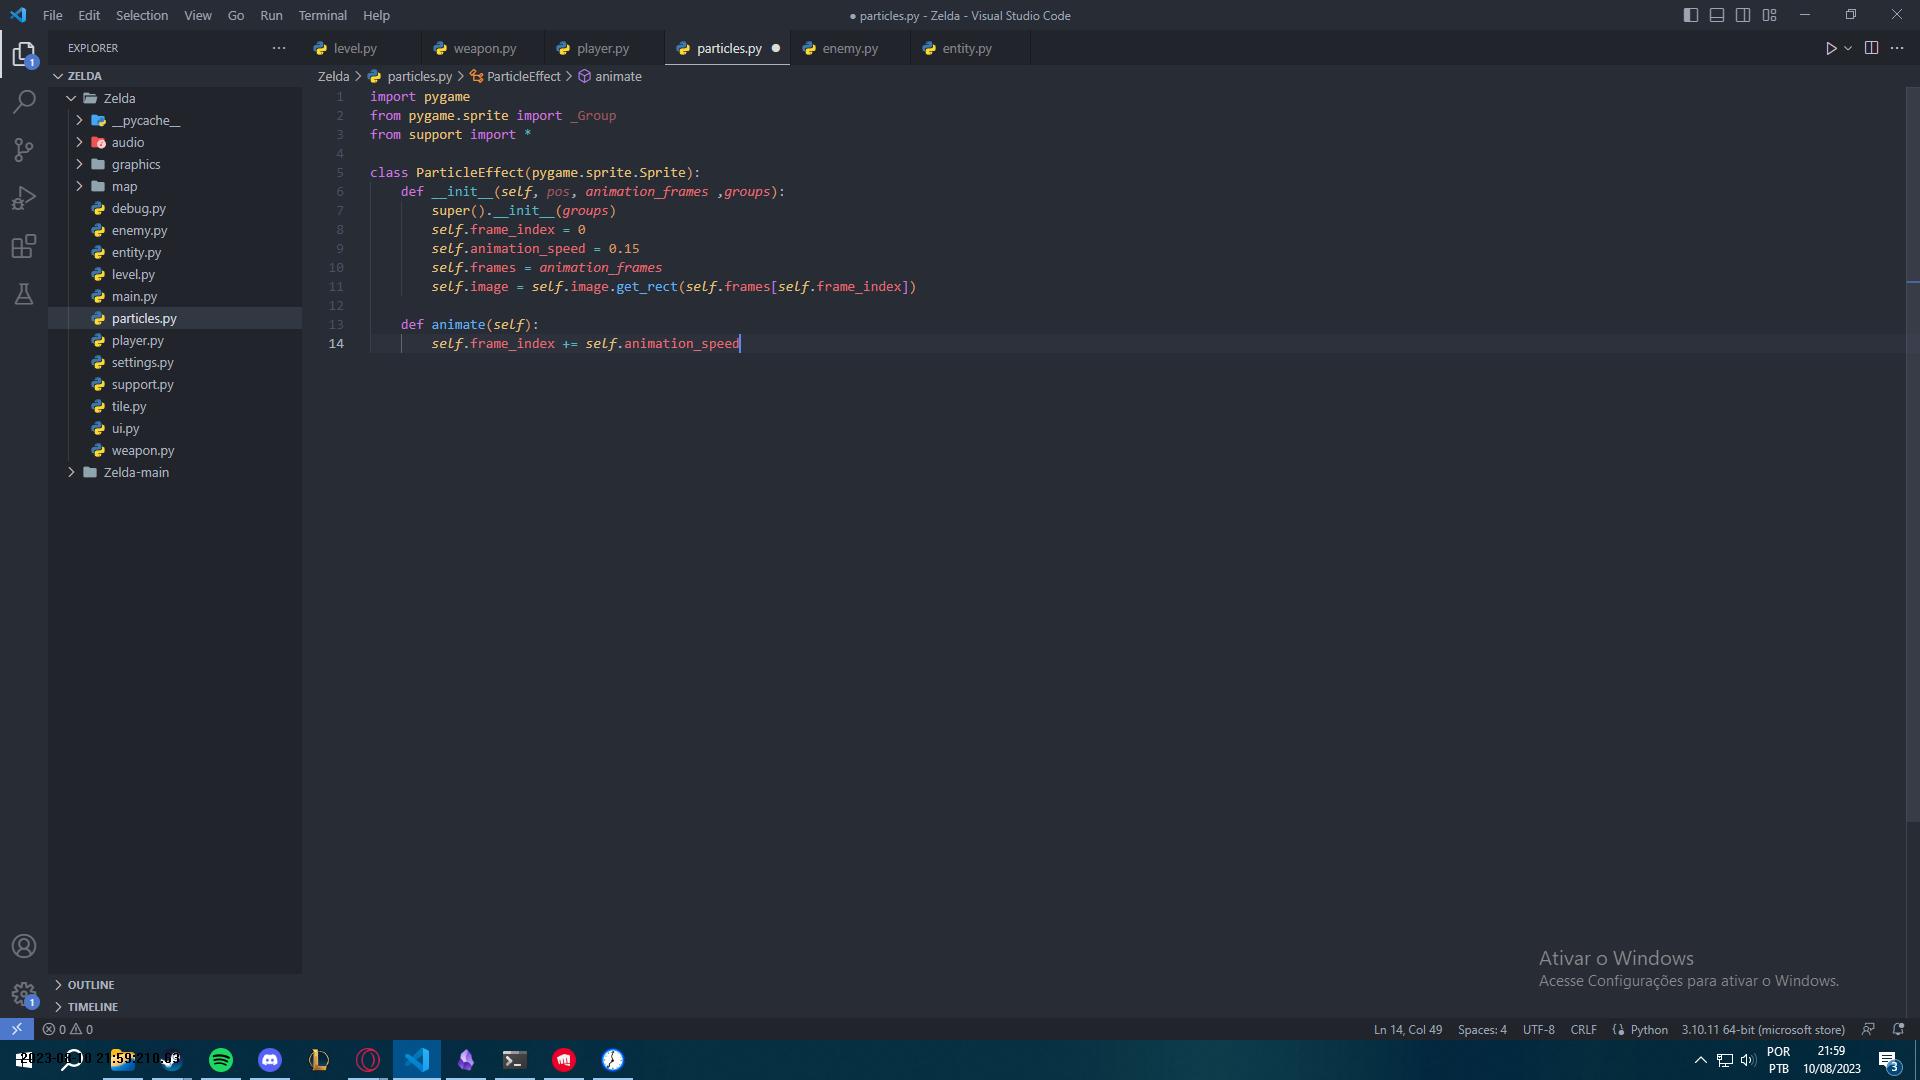 File Edit Selection View Go Run Terminal Help
● particles.py - Zelda - Visual Studio Code
EXPLORER
level.py weapon.py player.py particles.py enemy.py entity.py
ZELDA
Zelda > particles.py > ParticleEffect > animate
Zelda
__pycache__
audio
graphics
map
debug.py
enemy.py
entity.py
level.py
main.py
particles.py
player.py
settings.py
support.py
tile.py
ui.py
weapon.py
Zelda-main
1 import pygame
2 from pygame.sprite import _Group
3 from support import *
4
5 class ParticleEffect(pygame.sprite.Sprite):
6 def __init__(self, pos, animation_frames ,groups):
7 super().__init__(groups)
8 self.frame_index = 0
9 self.animation_speed = 0.15
10 self.frames = animation_frames
11 self.image = self.image.get_rect(self.frames[self.frame_index])
12
13 def animate(self):
14 self.frame_index += self.animation_speed
Ativar o Windows
Acesse Configurações para ativar o Windows.
OUTLINE
TIMELINE
1
1
0 0
Ln 14, Col 49 Spaces: 4 UTF-8 CRLF Python 3.10.11 64-bit (microsoft store)
POR
PTB
21:59
10/08/2023
3